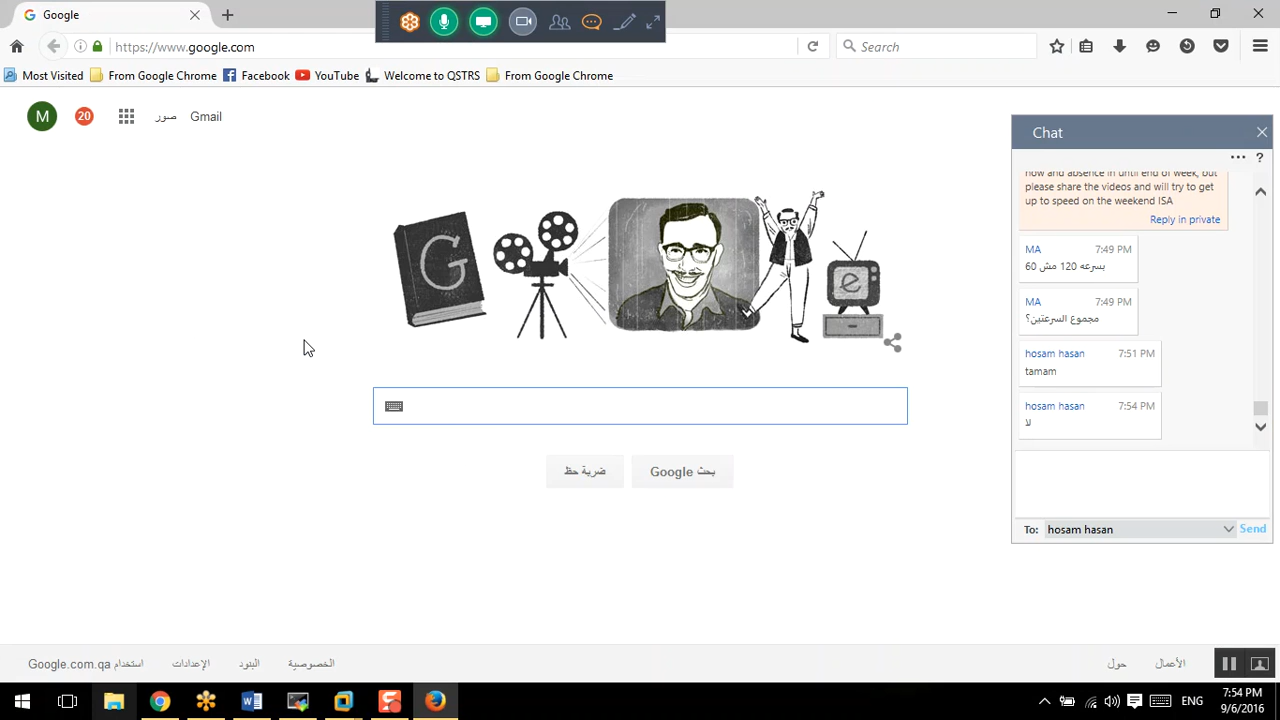 Google
https://www.google.com
Search
Most Visited
From Google Chrome
Facebook
YouTube
Welcome to QSTRS
From Google Chrome
M
20
صور
Gmail
G
e
ضربة حظ
بحث Google
Chat
now and absence in until end of week, but
please share the videos and will try to get
up to speed on the weekend ISA
Reply in private
MA 7:49 PM
بسرعه 120 مش 60
MA 7:49 PM
مجموع السرعتين؟
hosam hasan 7:51 PM
tamam
hosam hasan 7:54 PM
لا
To: hosam hasan
Send
الأعمال
حول
الخصوصية
البنود
الإعدادات
استخدام Google.com.qa
ENG
7:54 PM
9/6/2016